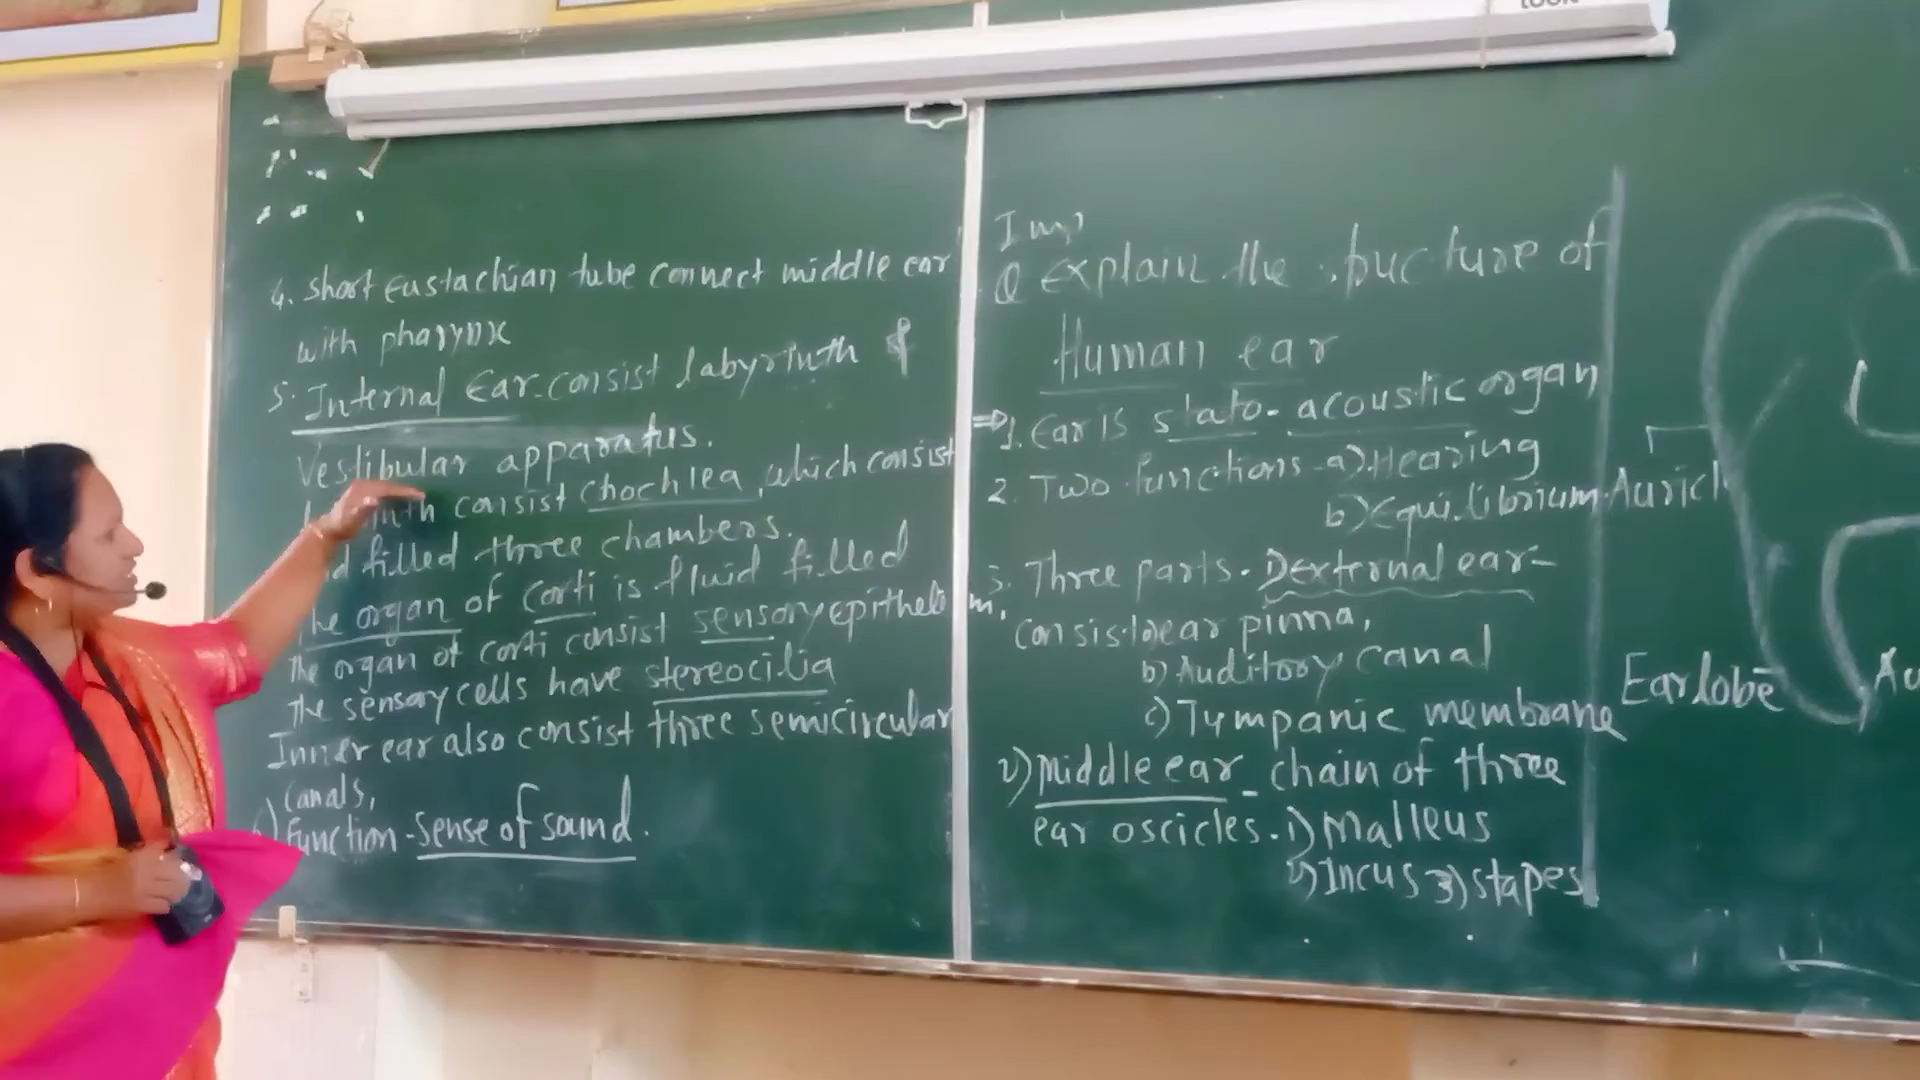 Imp
Q Explain the structure of
Human ear
⇒1. Ear is stato-acoustic organ
2. Two functions-a).Hearing
b)Equilibrium
3. Three parts. 1)external ear-
consist a)ear pinna,
b) Auditory canal
c) Tympanic membrane
2) Middle ear - chain of three
ear oscicles. 1) Malleus
2) Incus 3) stapes
4. short Eustachian tube connect middle ear
with pharynx
5. Internal Ear-consist labyrinth &
Vestibular apparatus.
consist chochlea, which consist
filled three chambers.
The organ of corti is fluid filled
The organ of corti consist sensory epithelem,
The sensary cells have stereocilia
Inner ear also consist three semicircular
canals,
Function - Sense of sound.
Earlobe